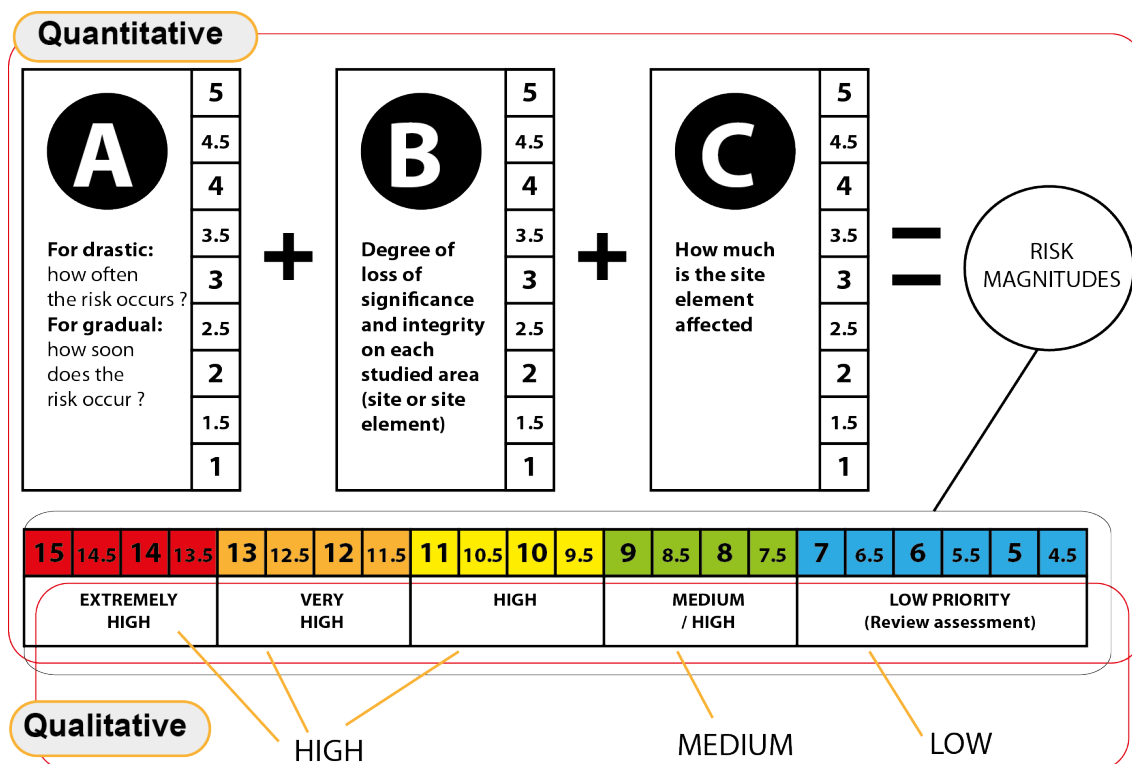 Quantitative
A
For drastic:
how often
the risk occurs ?
For gradual:
how soon
does the
risk occur ?
5
4.5
4
3.5
3
2.5
2
1.5
1
+
B
Degree of
loss of
significance
and integrity
on each
studied area
(site or site
element)
5
4.5
4
3.5
3
2.5
2
1.5
1
+
C
How much
is the site
element
affected
5
4.5
4
3.5
3
2.5
2
1.5
1
=
RISK
MAGNITUDES
15 14.5 14 13.5 13 12.5 12 11.5 11 10.5 10 9.5 9 8.5 8 7.5 7 6.5 6 5.5 5 4.5
EXTREMELY
HIGH
VERY
HIGH
HIGH
MEDIUM
/ HIGH
LOW PRIORITY
(Review assessment)
Qualitative
HIGH
MEDIUM
LOW